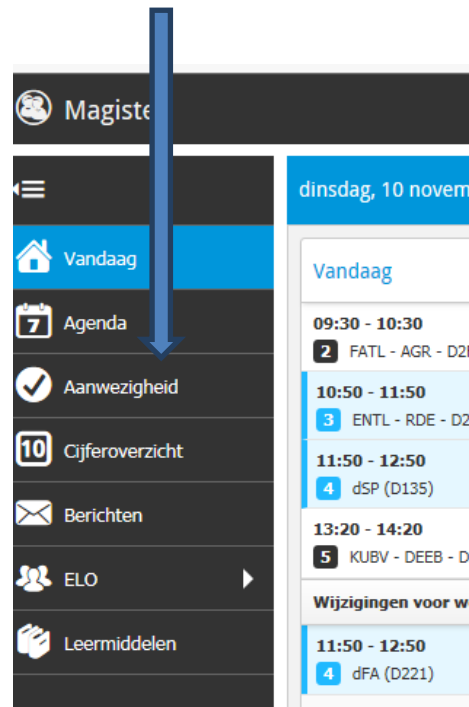 Magiste
dinsdag, 10 novem
Vandaag
7 Agenda
Aanwezigheid
10 Cijferoverzicht
Berichten
ELO
Leermiddelen
Vandaag
09:30 - 10:30
2 FATL - AGR - D2
10:50 - 11:50
3 ENTL - RDE - D2
11:50 - 12:50
4 dSP (D135)
13:20 - 14:20
5 KUBV - DEEB - D
Wijzigingen voor w
11:50 - 12:50
4 dFA (D221)